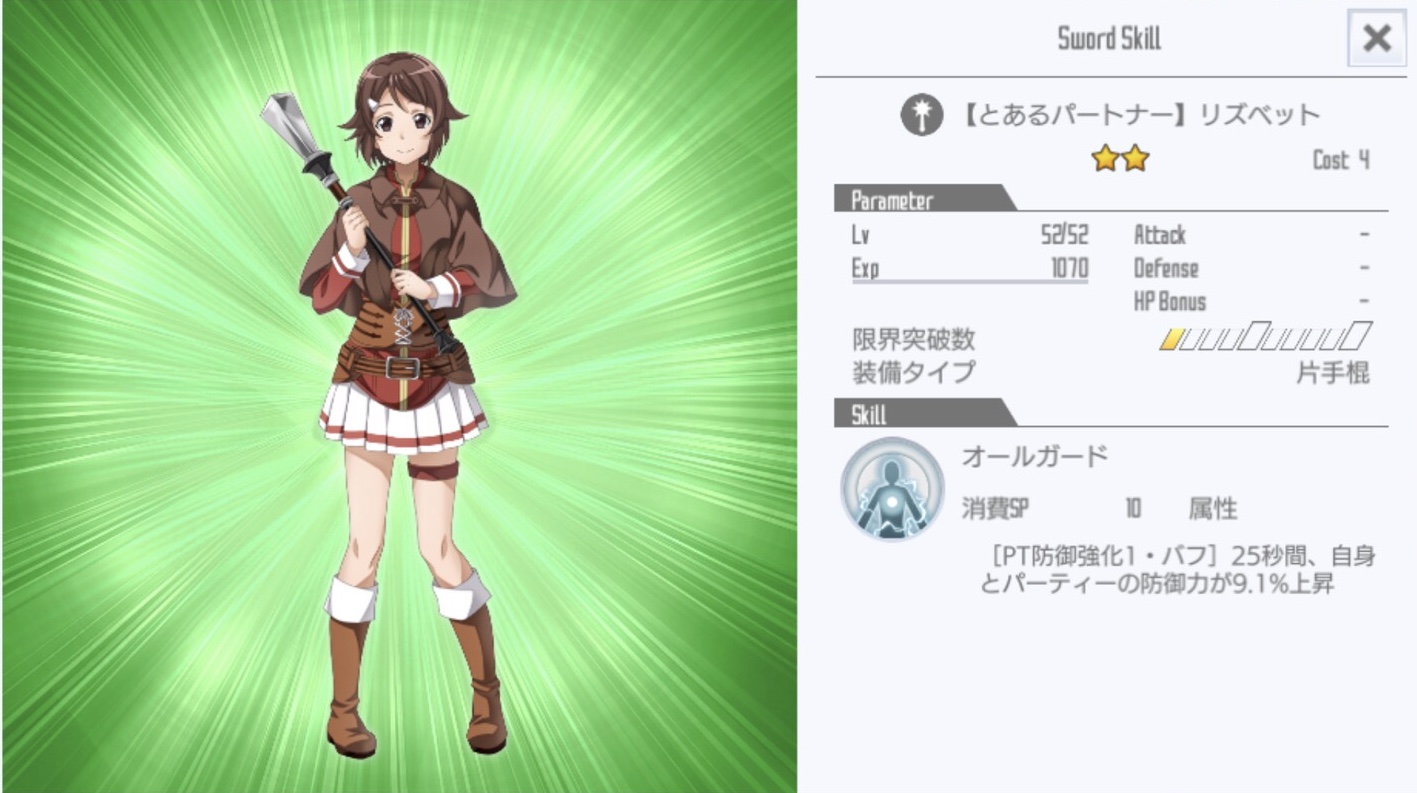 Sword Skill
【とあるパートナー】リズベット
Cost 4
Parameter
Lv 52/52 Attack -
Exp 1070 Defense -
HP Bonus -
限界突破数
装備タイプ 片手棍
Skill
オールガード
消費SP 10 属性
[PT防御強化1・バフ] 25秒間、自身
とパーティーの防御力が9.1%上昇